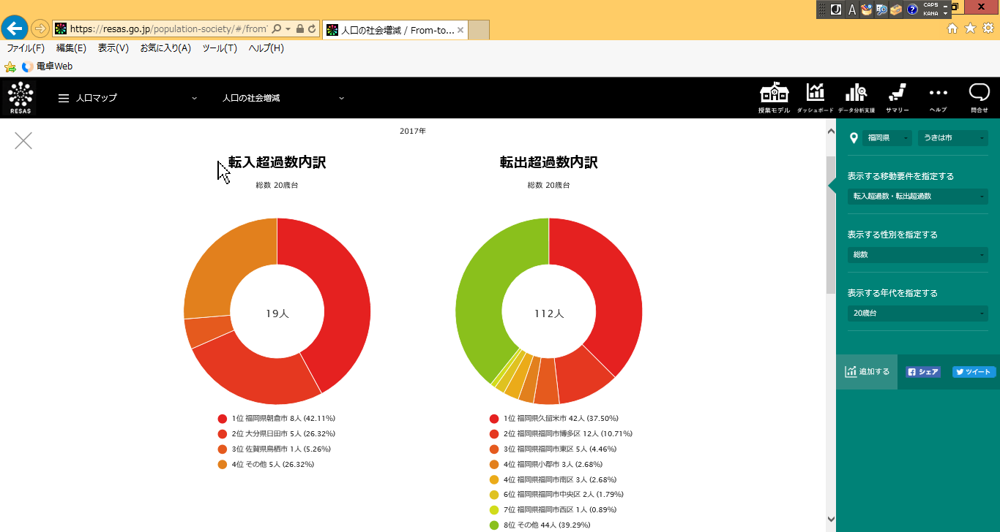 CAPS
KANA
https://resas.go.jp/population-society/#/from
人口の社会増減 / From-to...
ファイル(F) 編集(E) 表示(V) お気に入り(A) ツール(T) ヘルプ(H)
電卓Web
RESAS
人口マップ
人口の社会増減
授業モデル
ダッシュボード
データ分析支援
サマリー
ヘルプ
問合せ
2017年
転入超過数内訳
総数 20歳台
19人
1位 福岡県朝倉市 8人 (42.11%)
2位 大分県日田市 5人 (26.32%)
3位 佐賀県鳥栖市 1人 (5.26%)
4位 その他 5人 (26.32%)
転出超過数内訳
総数 20歳台
112人
1位 福岡県久留米市 42人 (37.50%)
2位 福岡県福岡市博多区 12人 (10.71%)
3位 福岡県福岡市東区 5人 (4.46%)
4位 福岡県小郡市 3人 (2.68%)
4位 福岡県福岡市南区 3人 (2.68%)
6位 福岡県福岡市中央区 2人 (1.79%)
7位 福岡県福岡市西区 1人 (0.89%)
8位 その他 44人 (39.29%)
福岡県
うきは市
表示する移動要件を指定する
転入超過数・転出超過数
表示する性別を指定する
総数
表示する年代を指定する
20歳台
追加する
シェア
ツイート